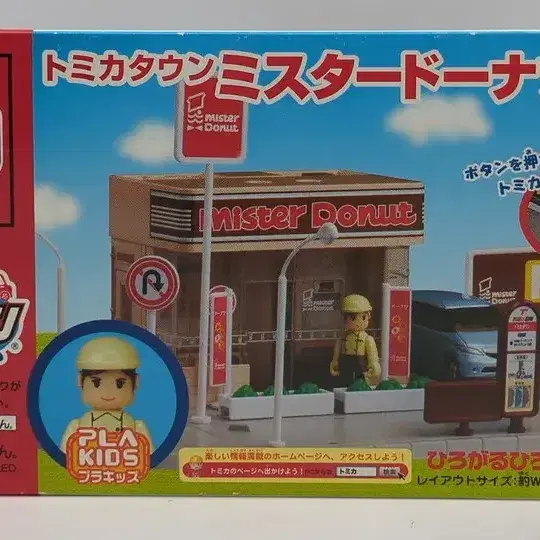 トミカタウン ミスタードーナ
mister
Donut
ボタンを押
トミカ
mister Donut
mister
Donut
mister
Donut
PLA
KIDS
プラキッズ
楽しい情報満載のホームページへ、アクセスしよう!
トミカのページへ出かけよう!
トミカ
検索
ひろがるひろ
レイアウトサイズ:約W